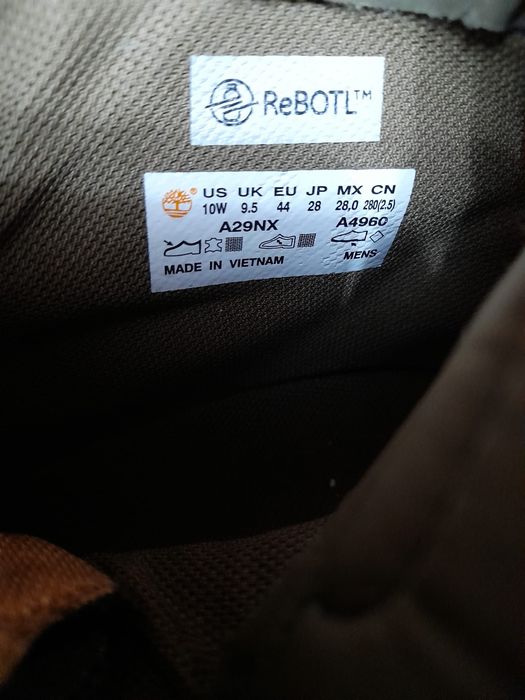 ReBOTL™
® US UK EU JP MX CN
10W 9.5 44 28 28,0 280(2.5)
A29NX A4960
MADE IN VIETNAM MENS